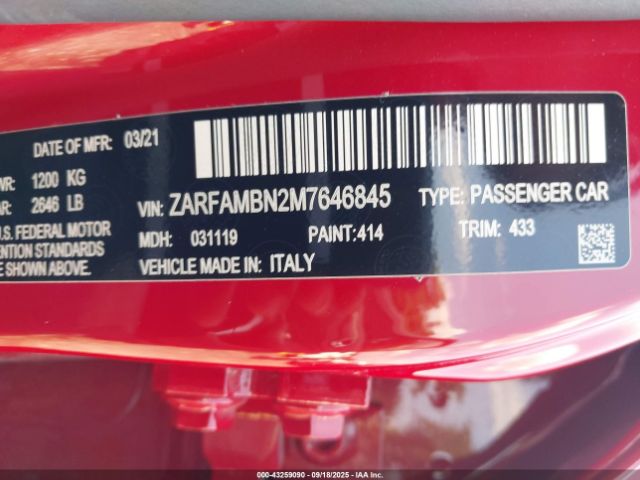 DATE OF MFR: 03/21
WR: 1200 KG
AR: 2646 LB
VIN: ZARFAMBN2M7646845 TYPE: PASSENGER CAR
.S. FEDERAL MOTOR
MDH: 031119 PAINT:414 TRIM: 433
ENTION STANDARDS
SHOWN ABOVE.
VEHICLE MADE IN: ITALY
000-43259090 - 09/18/2025 - IAA Inc.